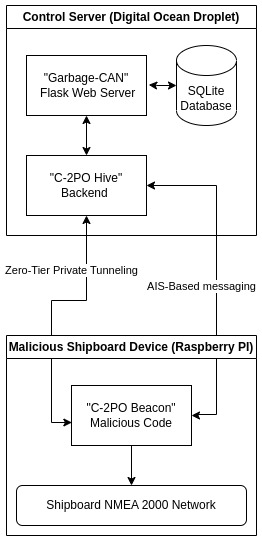 Control Server (Digital Ocean Droplet)
"Garbage-CAN"
Flask Web Server
SQLite
Database
"C-2PO Hive"
Backend
Zero-Tier Private Tunneling
AIS-Based messaging
Malicious Shipboard Device (Raspberry PI)
"C-2PO Beacon"
Malicious Code
Shipboard NMEA 2000 Network